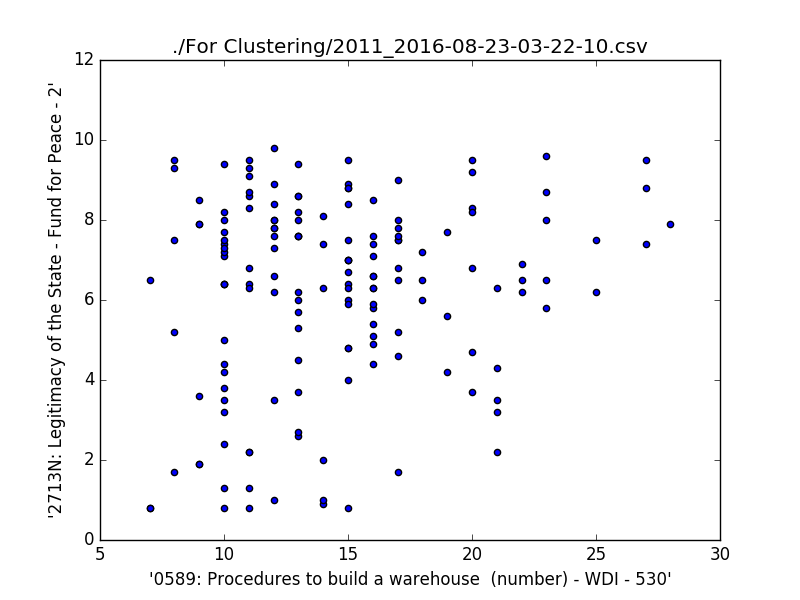 ./For Clustering/2011_2016-08-23-03-22-10.csv
12
10
8
6
4
2
0
'2713N: Legitimacy of the State - Fund for Peace - 2'
5 10 15 20 25 30
'0589: Procedures to build a warehouse  (number) - WDI - 530'